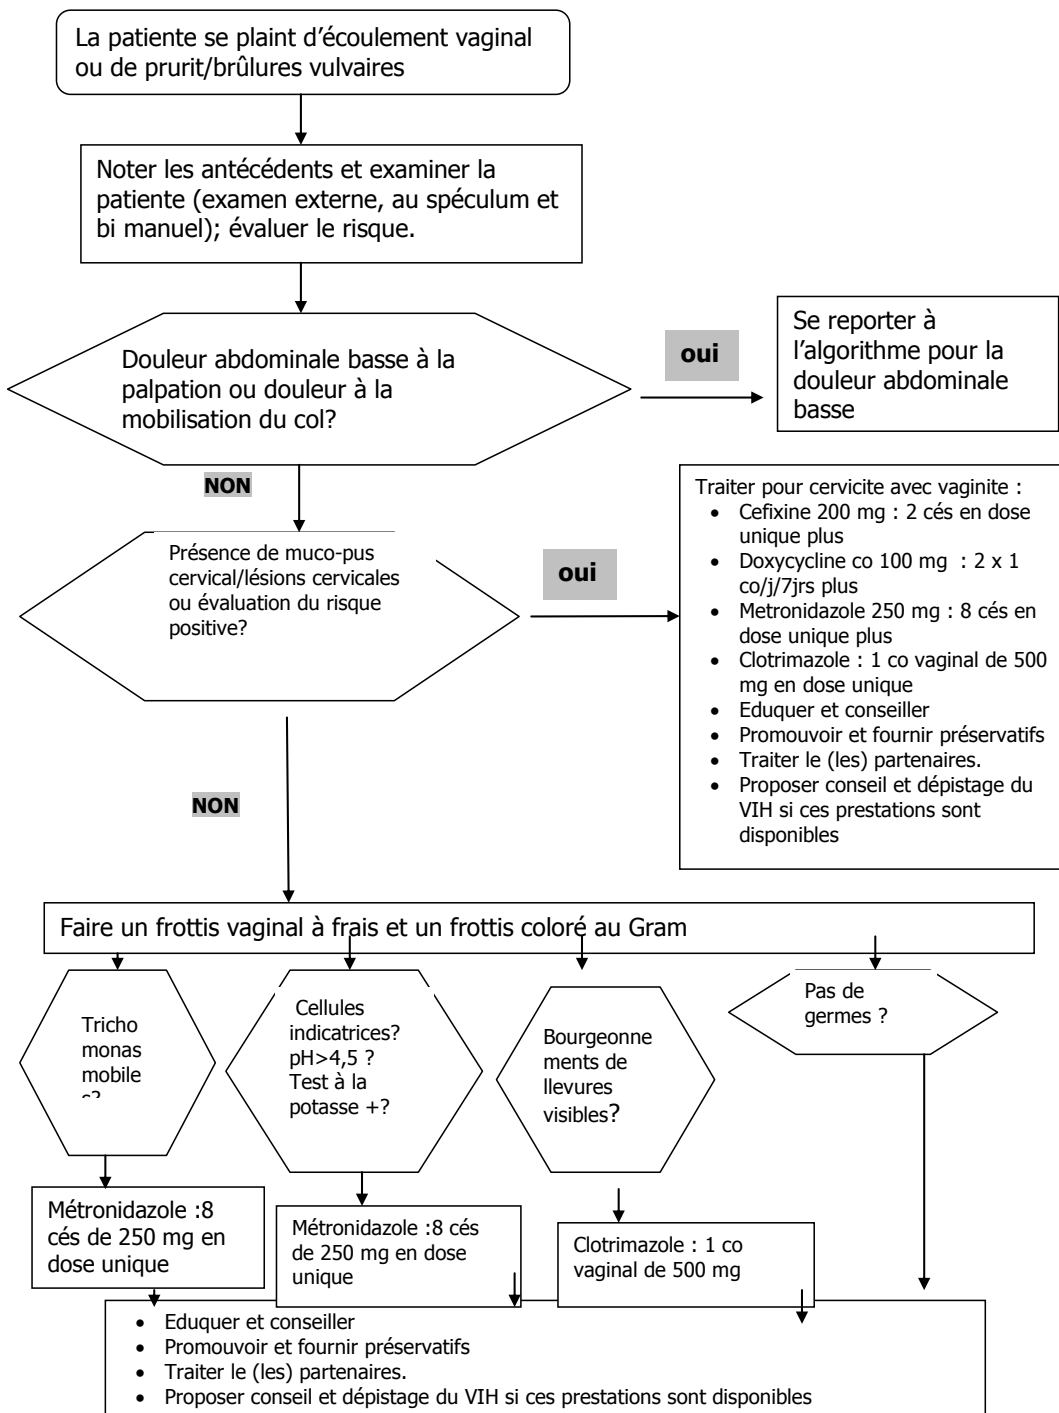 La patiente se plaint d’écoulement vaginal
ou de prurit/brûlures vulvaires
Noter les antécédents et examiner la
patiente (examen externe, au spéculum et
bi manuel); évaluer le risque.
Douleur abdominale basse à la
palpation ou douleur à la
mobilisation du col?
oui
Se reporter à
l’algorithme pour la
douleur abdominale
basse
NON
Présence de muco-pus
cervical/lésions cervicales
ou évaluation du risque
positive?
oui
Traiter pour cervicite avec vaginite :
• Cefixine 200 mg : 2 cés en dose
unique plus
• Doxycycline co 100 mg : 2 x 1
co/j/7jrs plus
• Metronidazole 250 mg : 8 cés en
dose unique plus
• Clotrimazole : 1 co vaginal de 500
mg en dose unique
• Eduquer et conseiller
• Promouvoir et fournir préservatifs
• Traiter le (les) partenaires.
• Proposer conseil et dépistage du
VIH si ces prestations sont
disponibles
NON
Faire un frottis vaginal à frais et un frottis coloré au Gram
Tricho
monas
mobile
s?
Cellules
indicatrices?
pH>4,5 ?
Test à la
potasse +?
Bourgeonne
ments de
llevures
visibles?
Pas de
germes ?
Métronidazole :8
cés de 250 mg en
dose unique
Métronidazole :8 cés
de 250 mg en dose
unique
Clotrimazole : 1 co
vaginal de 500 mg
• Eduquer et conseiller
• Promouvoir et fournir préservatifs
• Traiter le (les) partenaires.
• Proposer conseil et dépistage du VIH si ces prestations sont disponibles